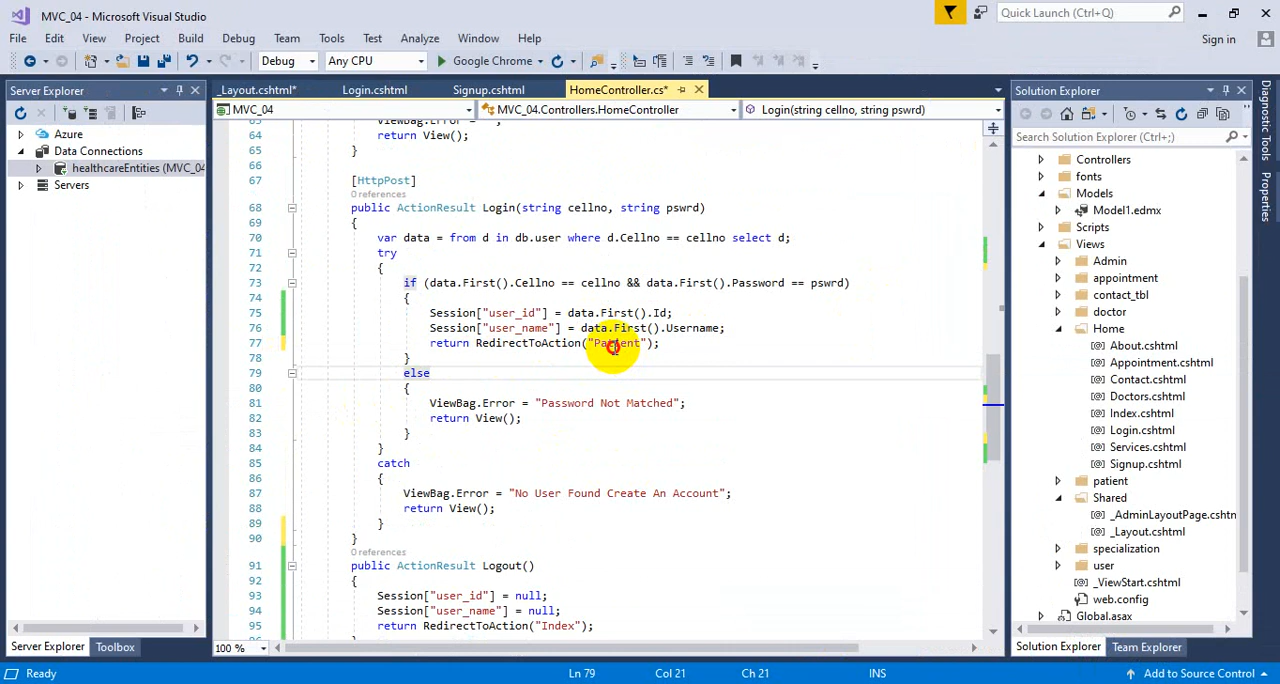 MVC_04 - Microsoft Visual Studio
Quick Launch (Ctrl+Q)
File Edit View Project Build Debug Team Tools Test Analyze Window Help
Sign in
Debug Any CPU Google Chrome
Server Explorer
_Layout.cshtml* Login.cshtml Signup.cshtml HomeController.cs*
Solution Explorer
MVC_04 MVC_04.Controllers.HomeController Login(string cellno, string pswrd)
Search Solution Explorer (Ctrl+;)
Azure
Data Connections
healthcareEntities (MVC_04
Servers
64 return View();
65 }
66
67 [HttpPost]
0 references
68 public ActionResult Login(string cellno, string pswrd)
69 {
70 var data = from d in db.user where d.Cellno == cellno select d;
71 try
72 {
73 if (data.First().Cellno == cellno && data.First().Password == pswrd)
74 {
75 Session["user_id"] = data.First().Id;
76 Session["user_name"] = data.First().Username;
77 return RedirectToAction("Patient");
78 }
79 else
80 {
81 ViewBag.Error = "Password Not Matched";
82 return View();
83 }
84 }
85 catch
86 {
87 ViewBag.Error = "No User Found Create An Account";
88 return View();
89 }
90 }
0 references
91 public ActionResult Logout()
92 {
93 Session["user_id"] = null;
94 Session["user_name"] = null;
95 return RedirectToAction("Index");
Controllers
fonts
Models
Model1.edmx
Scripts
Views
Admin
appointment
contact_tbl
doctor
Home
About.cshtml
Appointment.cshtml
Contact.cshtml
Doctors.cshtml
Index.cshtml
Login.cshtml
Services.cshtml
Signup.cshtml
patient
Shared
_AdminLayoutPage.cshtm
_Layout.cshtml
specialization
user
_ViewStart.cshtml
web.config
Global.asax
Diagnostic Tools
Properties
Server Explorer Toolbox
100 %
Solution Explorer Team Explorer
Ready Ln 79 Col 21 Ch 21 INS Add to Source Control